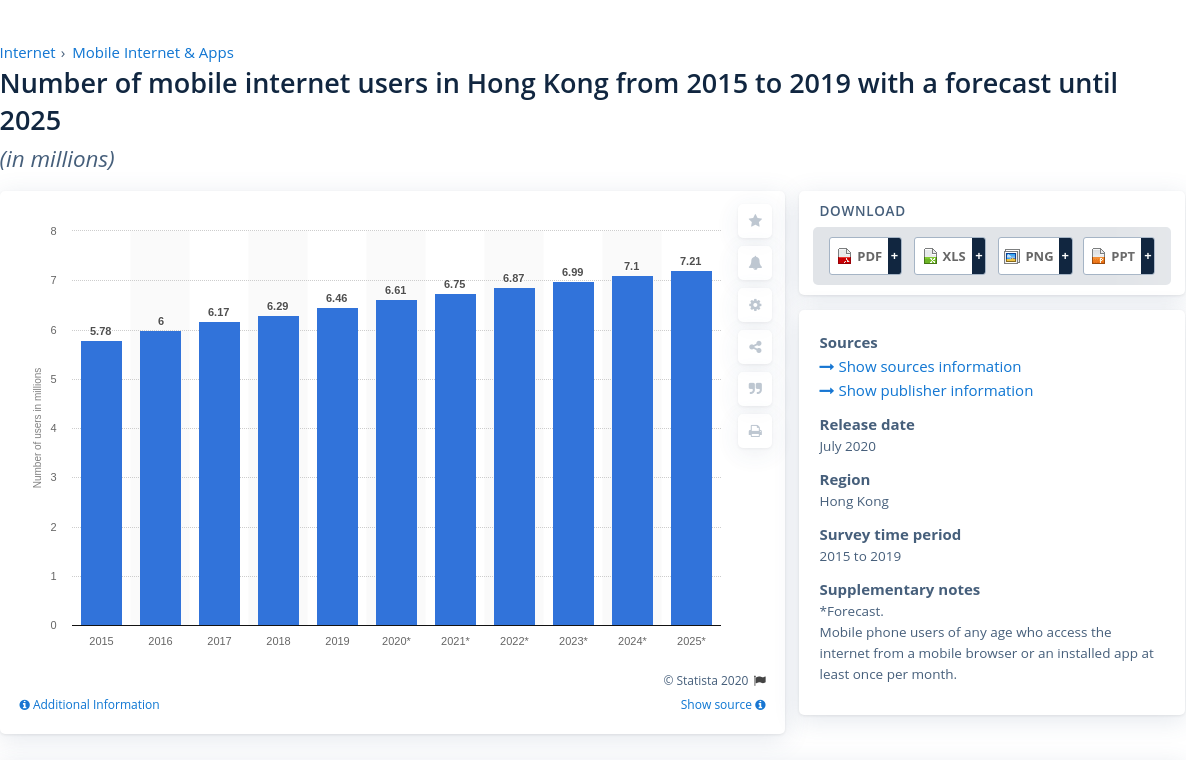 Internet › Mobile Internet & Apps
Number of mobile internet users in Hong Kong from 2015 to 2019 with a forecast until
2025
(in millions)
Number of users in millions
8
7
6
5
4
3
2
1
0
5.78
6
6.17
6.29
6.46
6.61
6.75
6.87
6.99
7.1
7.21
2015
2016
2017
2018
2019
2020*
2021*
2022*
2023*
2024*
2025*
© Statista 2020
Additional Information
Show source
DOWNLOAD
PDF + XLS + PNG + PPT +
Sources
Show sources information
Show publisher information
Release date
July 2020
Region
Hong Kong
Survey time period
2015 to 2019
Supplementary notes
*Forecast.
Mobile phone users of any age who access the
internet from a mobile browser or an installed app at
least once per month.